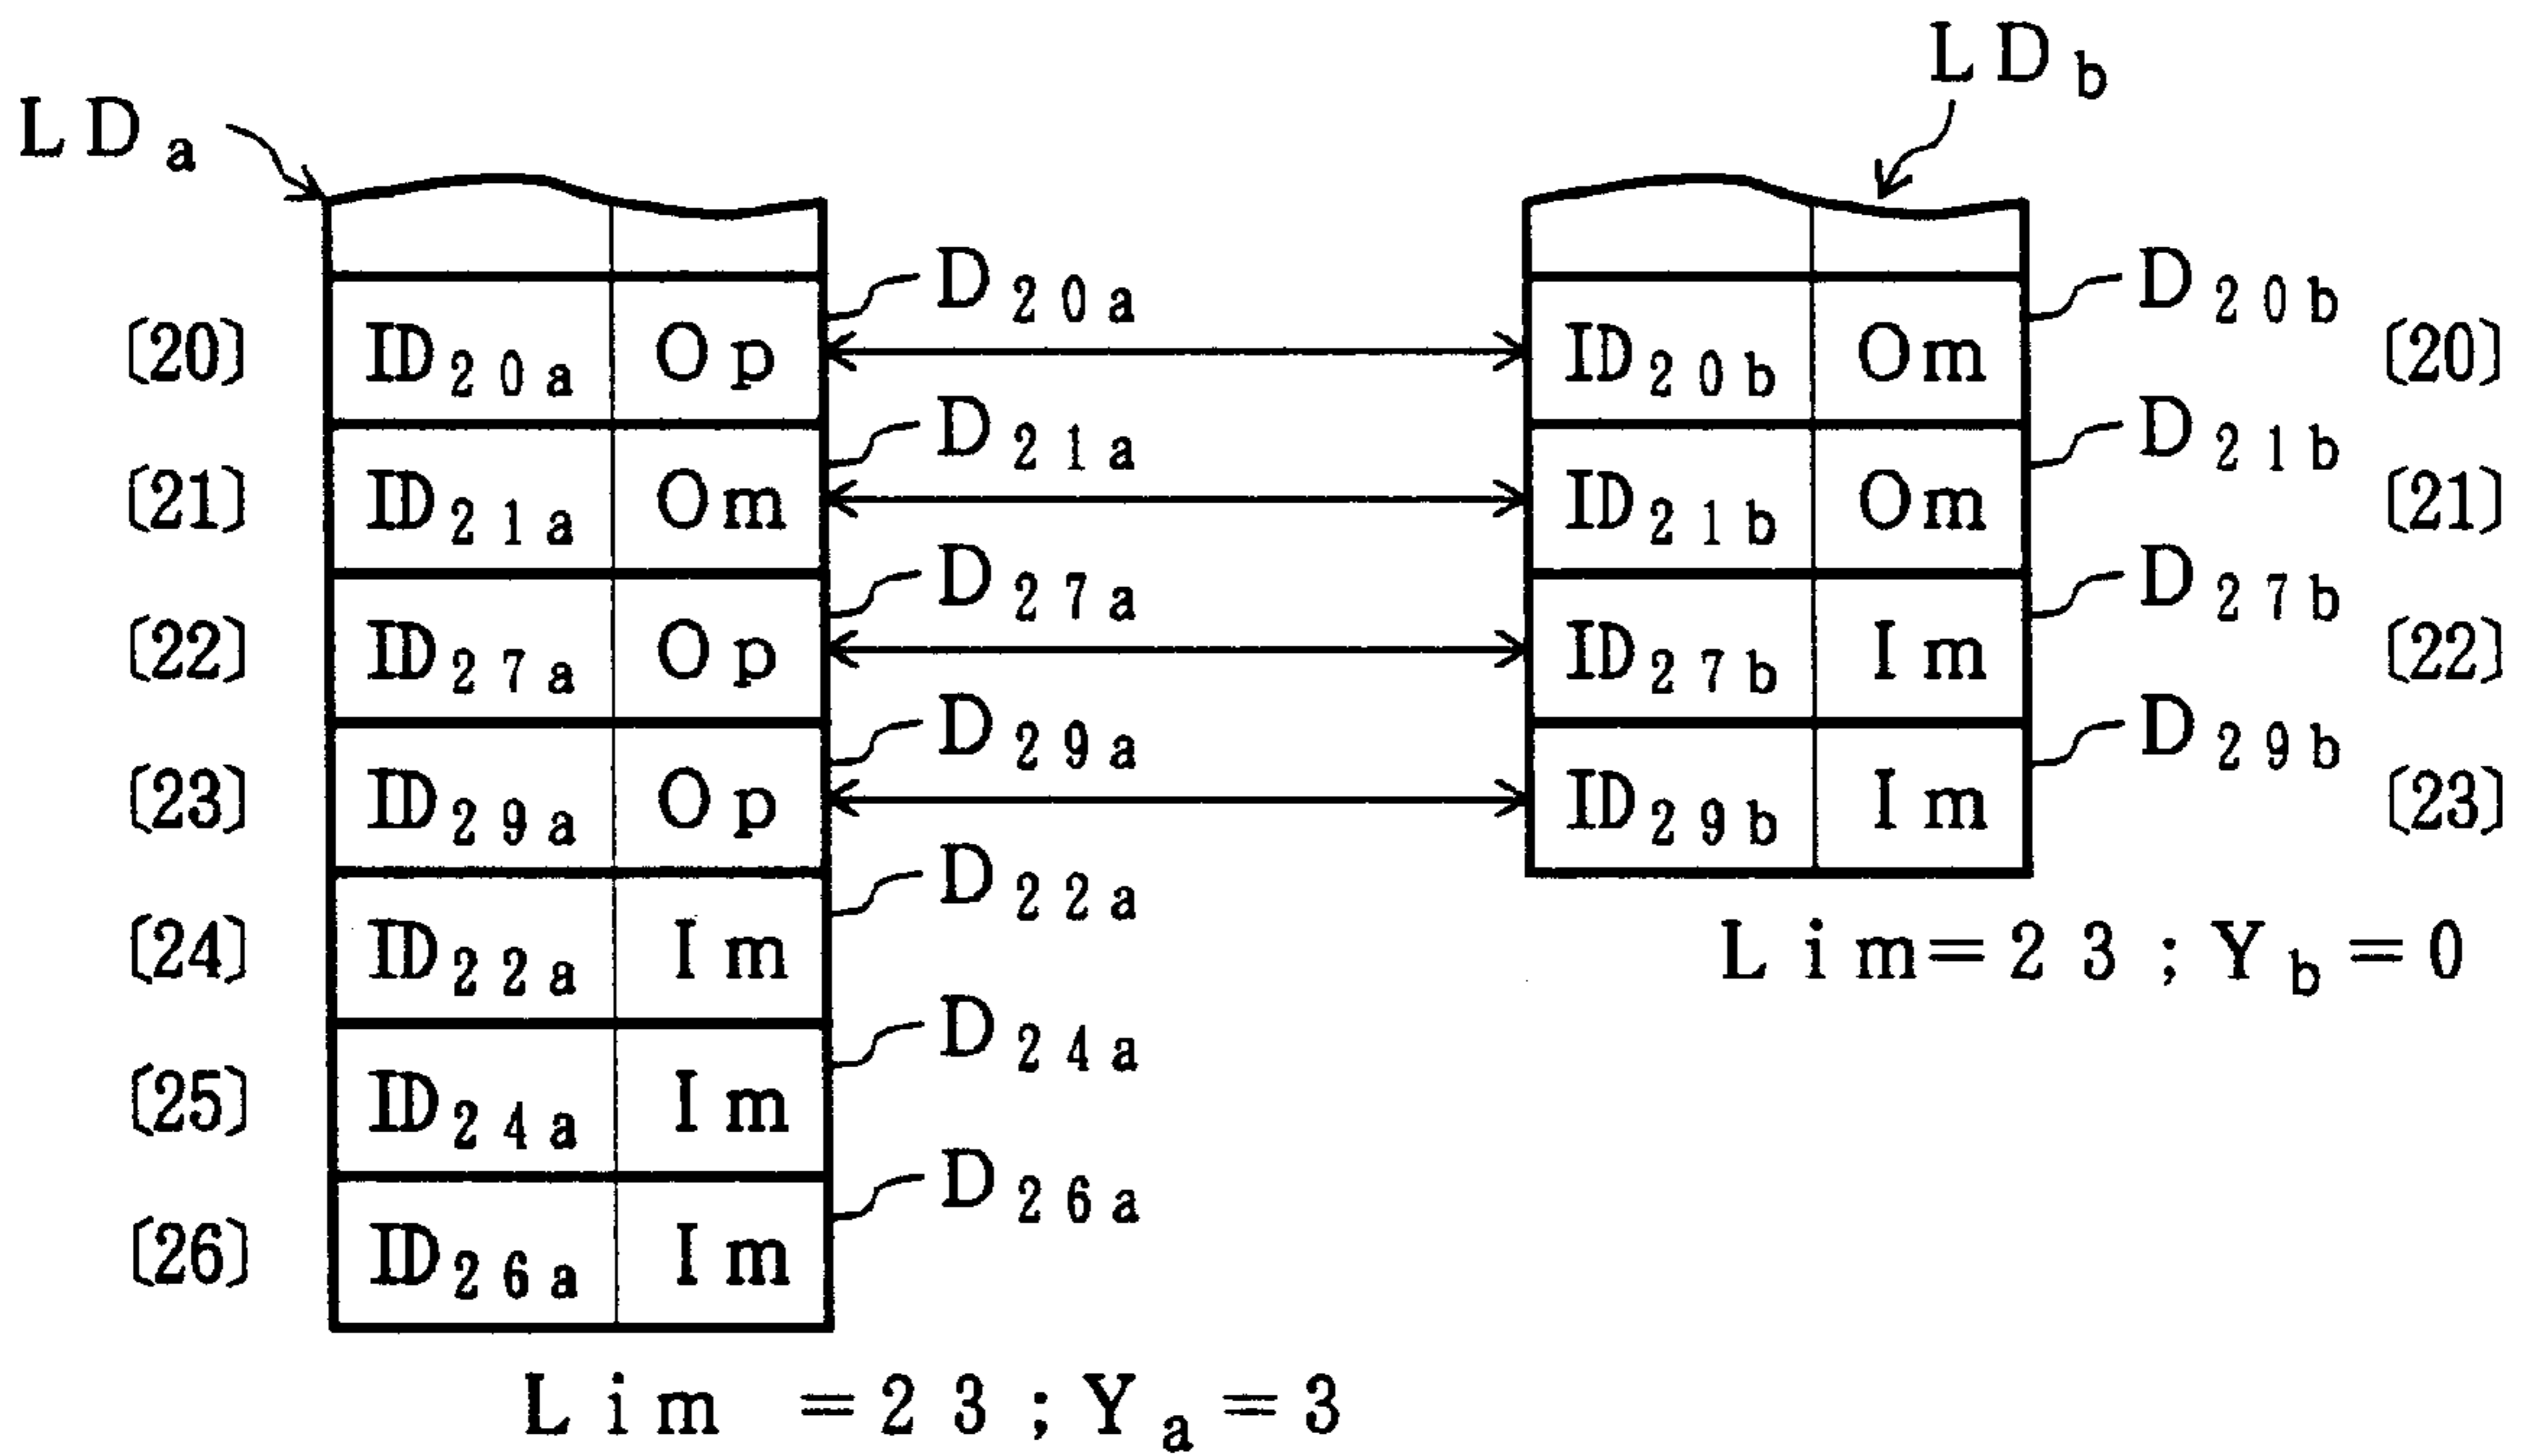 LD_b
LD_a
D_20a D_20b
〔20〕 ID_20a Op ID_20b Om 〔20〕
D_21a D_21b
〔21〕 ID_21a Om ID_21b Om 〔21〕
D_27a D_27b
〔22〕 ID_27a Op ID_27b Im 〔22〕
D_29a D_29b
〔23〕 ID_29a Op ID_29b Im 〔23〕
D_22a
〔24〕 ID_22a Im Lim=23;Y_b=0
D_24a
〔25〕 ID_24a Im
D_26a
〔26〕 ID_26a Im
Lim =23;Y_a=3